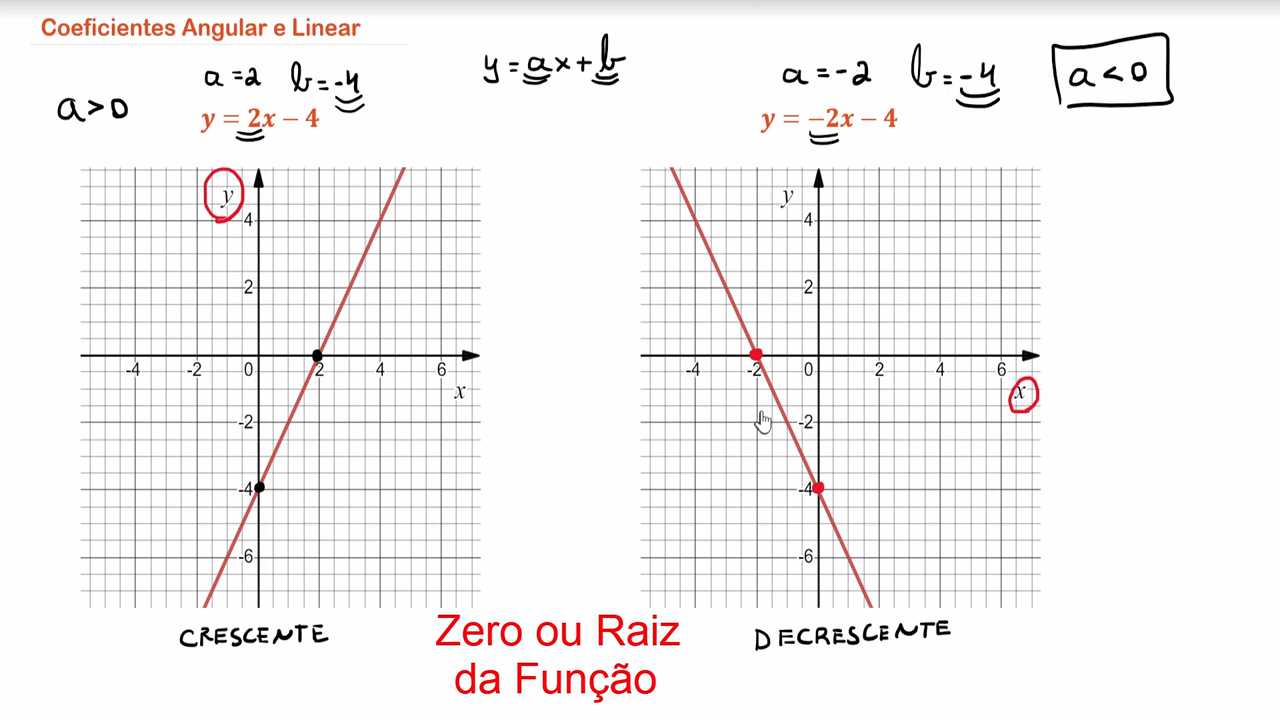 Coeficientes Angular e Linear
y = ax + b
a = 2 b = -4
a > 0
y = 2x − 4
a = -2 b = -4
a < 0
y = −2x − 4
y
4
2
-4 -2 0 2 4 6
x
-2
-4
-6
y
4
2
-4 -2 0 2 4 6
x
-2
-4
-6
CRESCENTE
Zero ou Raiz
da Função
DECRESCENTE